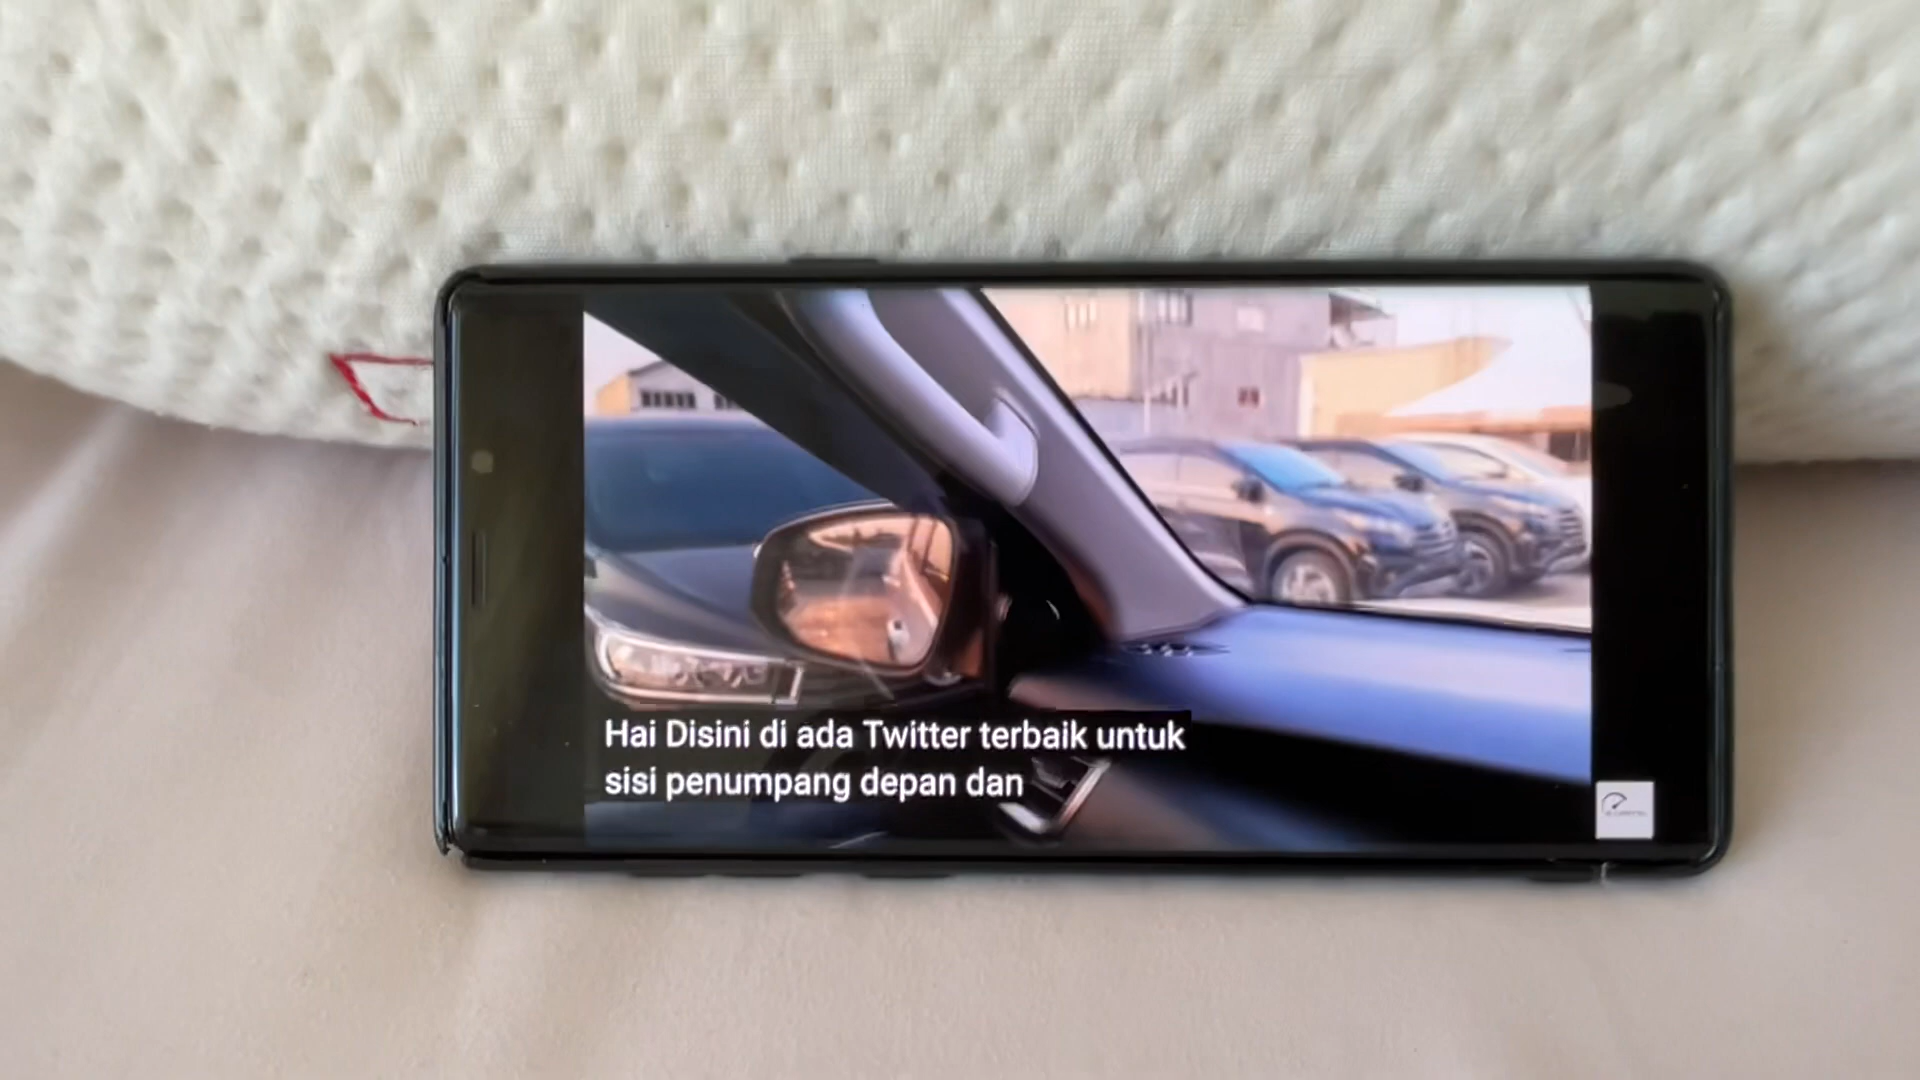 Hai Disini di ada Twitter terbaik untuk
sisi penumpang depan dan